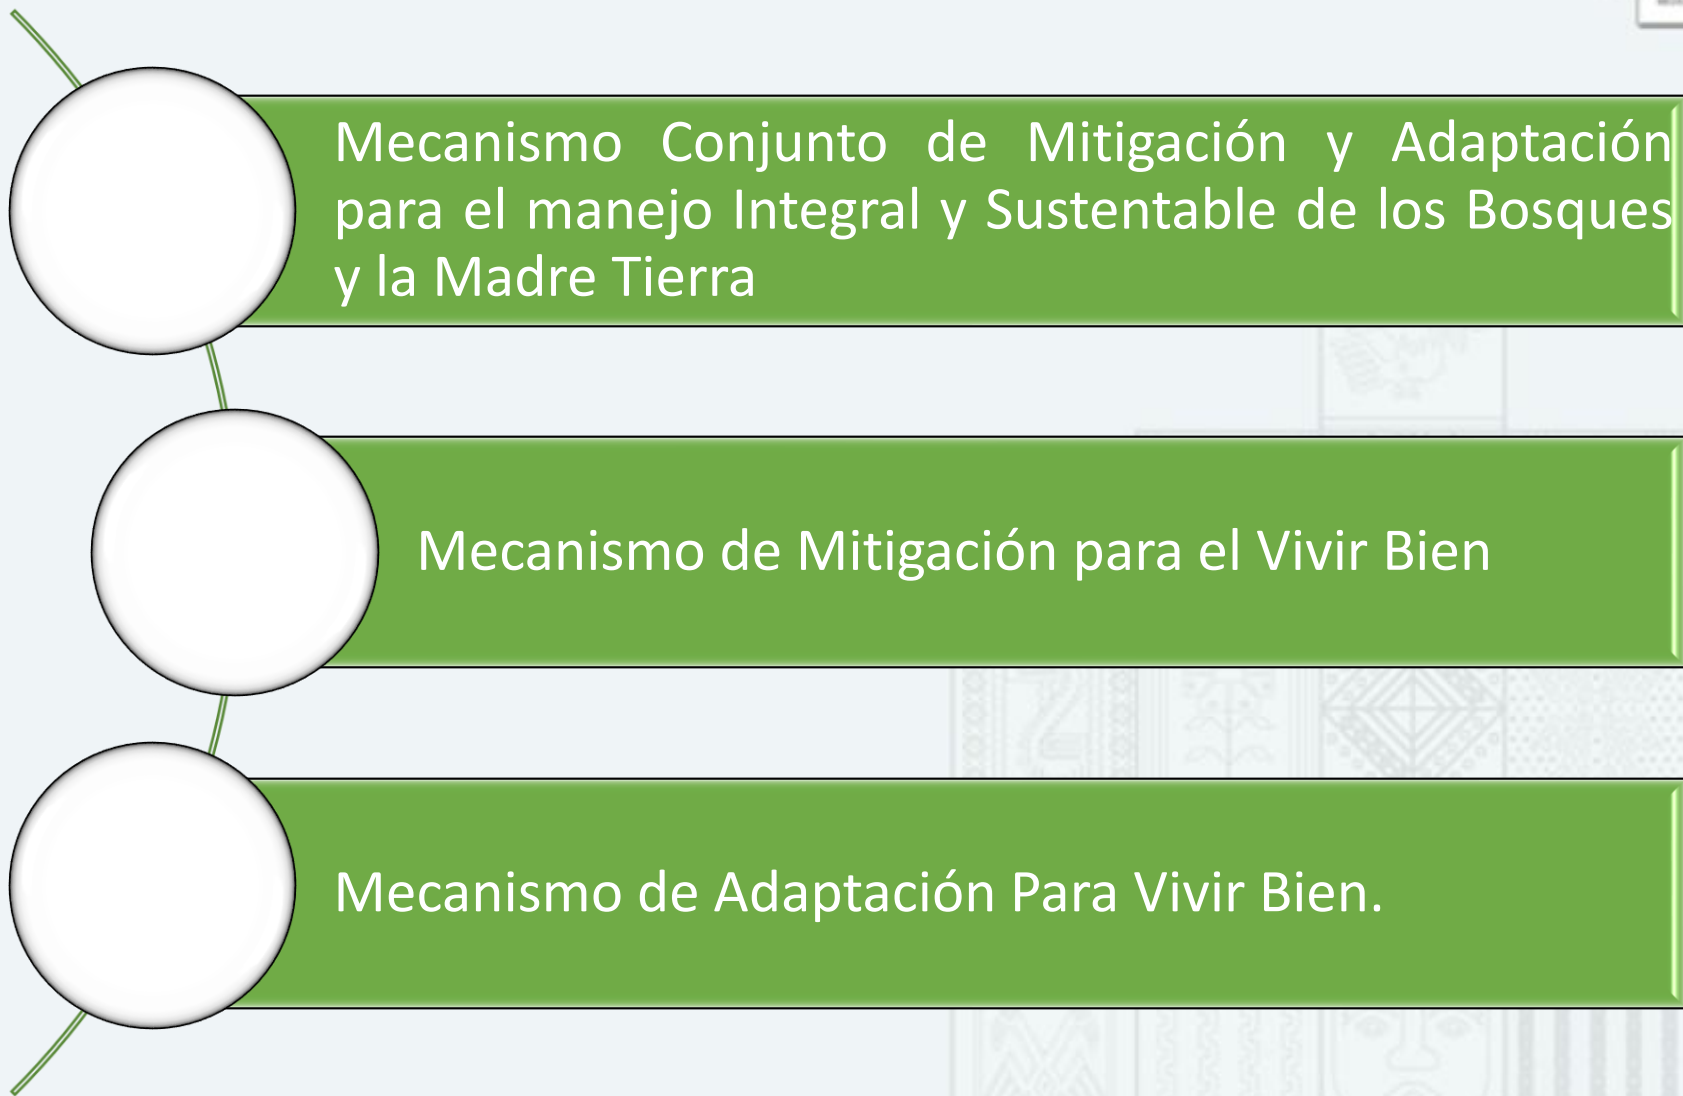 Mecanismo Conjunto de Mitigación y Adaptación
para el manejo Integral y Sustentable de los Bosques
y la Madre Tierra
Mecanismo de Mitigación para el Vivir Bien
Mecanismo de Adaptación Para Vivir Bien.